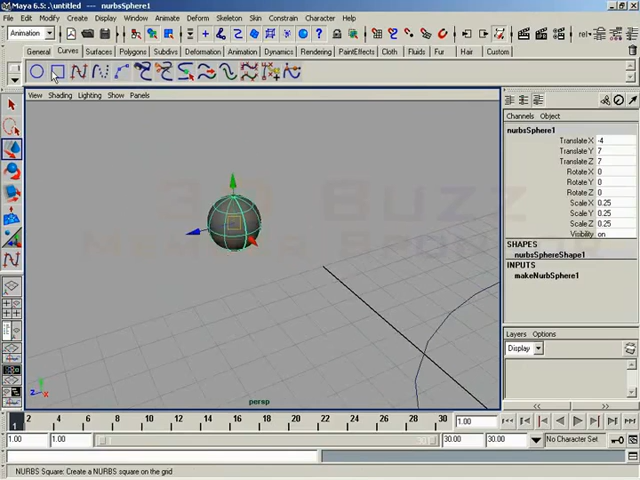 Maya 6.5: .\untitled --- nurbsSphere1
File Edit Modify Create Display Window Animate Deform Skeleton Skin Constrain Character Help
Animation sel rel
General Curves Surfaces Polygons Subdivs Deformation Animation Dynamics Rendering PaintEffects Cloth Fluids Fur Hair Custom
View Shading Lighting Show Panels
Channels Object
nurbsSphere1
Translate X -4
Translate Y 7
Translate Z 7
Rotate X 0
Rotate Y 0
Rotate Z 0
Scale X 0.25
Scale Y 0.25
Scale Z 0.25
Visibility on
SHAPES
nurbsSphereShape1
INPUTS
makeNurbSphere1
3D Buzz
z x
persp
Layers Options
Display
2 4 6 8 10 12 14 16 18 20 22 24 26 28 30 1.00
1.00 1.00 30.00 30.00 No Character Set
NURBS Square: Create a NURBS square on the grid